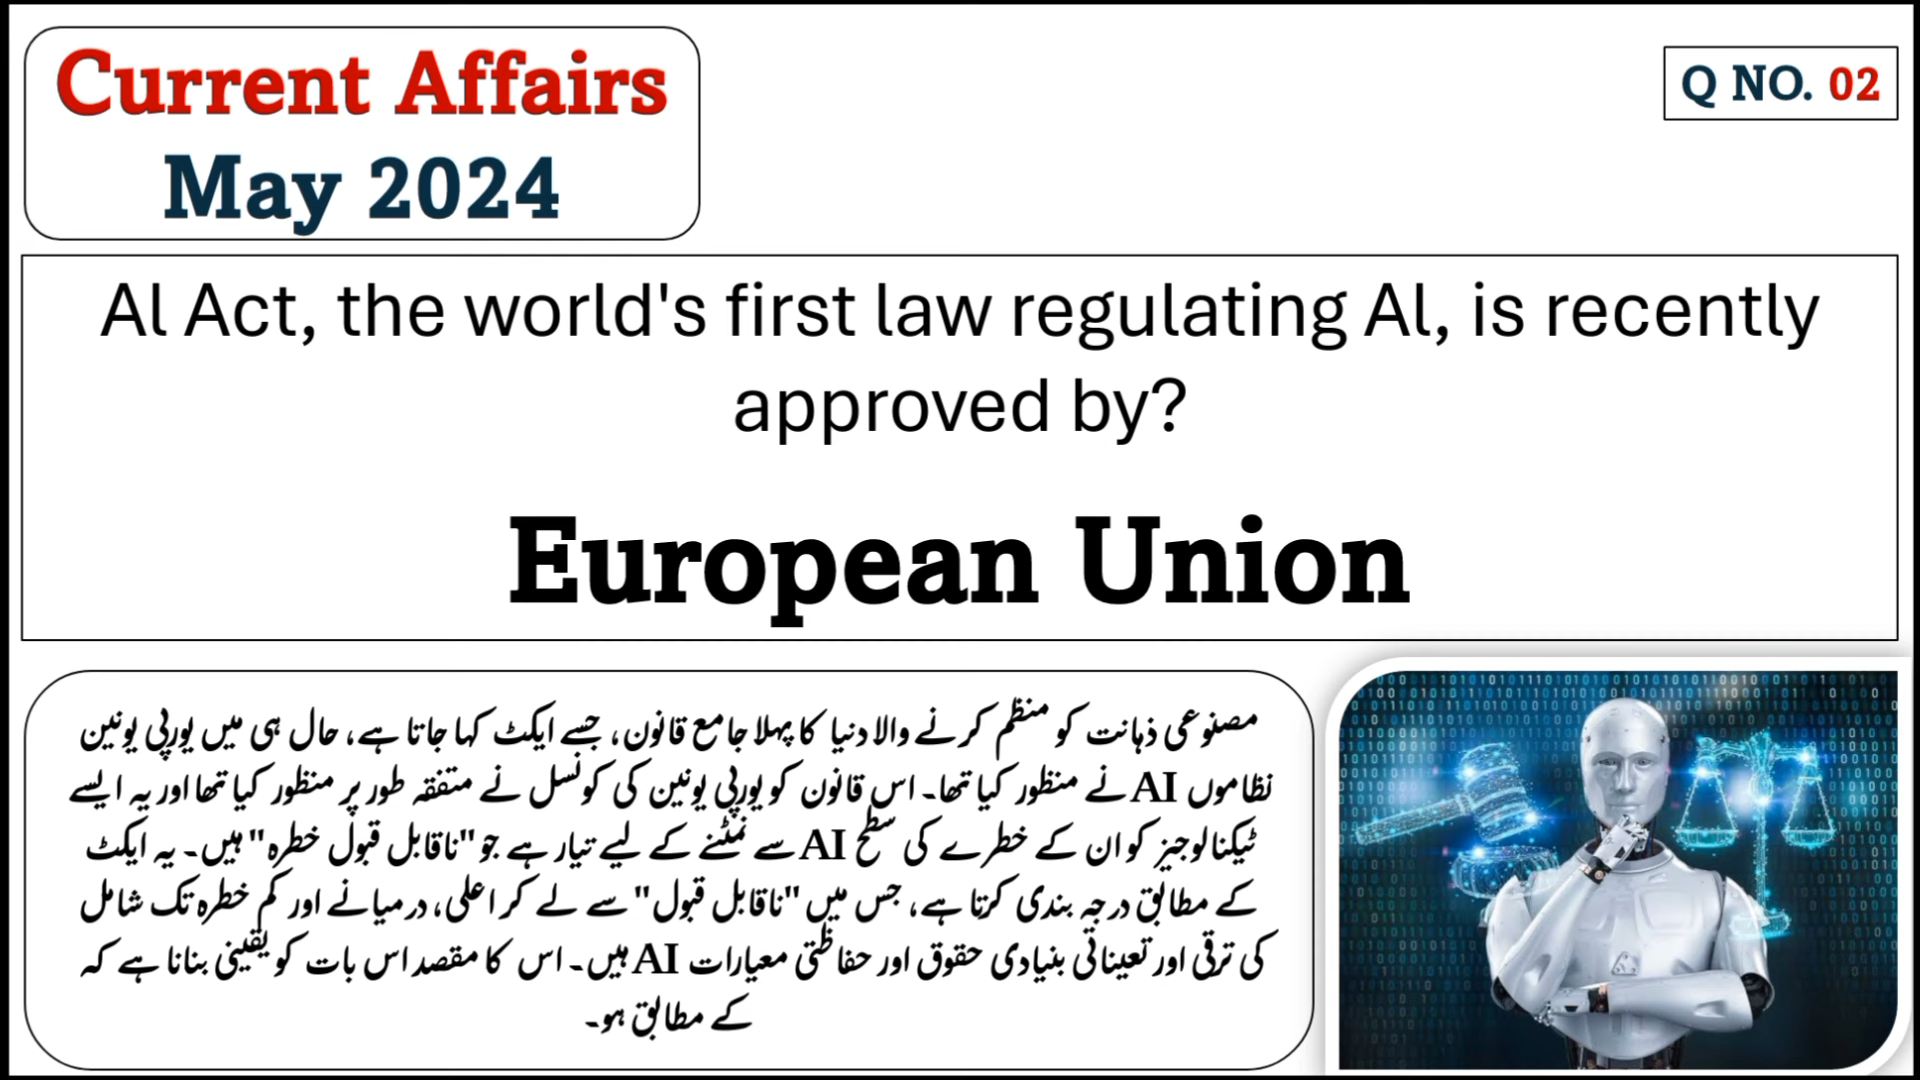 Current Affairs
May 2024
Q NO. 02
Al Act, the world's first law regulating Al, is recently
approved by?
European Union
مصنوعی ذہانت کو منظم کرنے والا دنیا کا پہلا جامع قانون، جسے ایکٹ کہا جاتا ہے، حال ہی میں یورپی یونین
نظاموں AI نے منظور کیا تھا۔ اس قانون کو یورپی یونین کی کونسل نے متفقہ طور پر منظور کیا تھا اور یہ ایسے
ٹیکنالوجیز کو ان کے خطرے کی سطح AI سے نمٹنے کے لیے تیار ہے جو "ناقابل قبول خطرہ" ہیں۔ یہ ایکٹ
کے مطابق درجہ بندی کرتا ہے، جس میں "ناقابل قبول" سے لے کر اعلی، درمیانے اور کم خطرہ تک شامل
کی ترقی اور تعیناتی بنیادی حقوق اور حفاظتی معیارات AI ہیں۔ اس کا مقصد اس بات کو یقینی بنانا ہے کہ
کے مطابق ہو۔